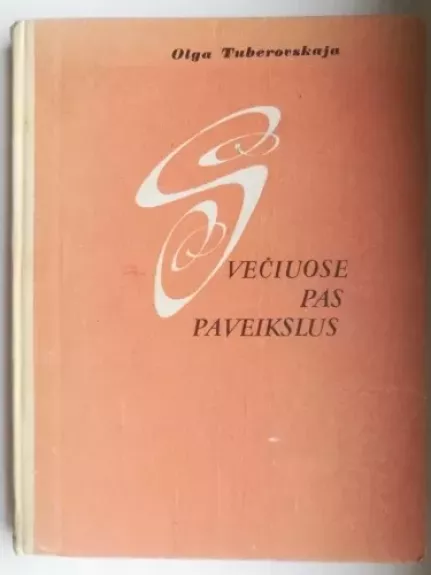 Olga Tuberovskaja
SVEČIUOSE
PAS
PAVEIKSLUS